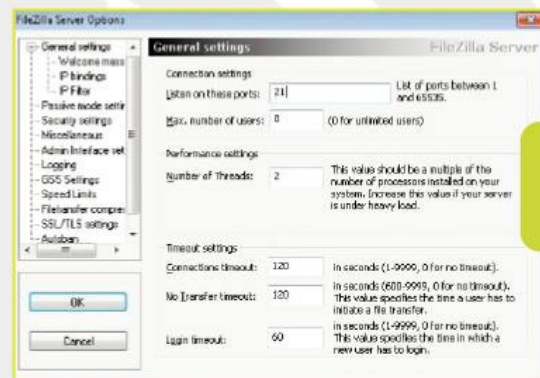 FileZilla Server Options
General settings
Welcome mess
IP bindings
IP Filter
Passive mode settin
Security settings
Miscellaneous
Admin Interface set
Logging
GSS Settings
Speed Limits
Filetransfer compre
SSL/TLS settings
Autoban
OK
Cancel
General settings
FileZilla Server
Connection settings
Listen on these ports:
21
List of ports between 1
and 65535.
Max. number of users:
0
(0 for unlimited users)
Performance settings
Number of Threads:
2
This value should be a multiple of the
number of processors installed on your
system. Increase this value if your server
is under heavy load.
Timeout settings
Connections timeout:
120
in seconds (1-9999, 0 for no timeout).
No Transfer timeout:
120
in seconds (600-9999, 0 for no timeout).
This value specifies the time a user has to
initiate a file transfer.
Login timeout:
60
in seconds (1-9999, 0 for no timeout).
This value specifies the time in which a
new user has to login.